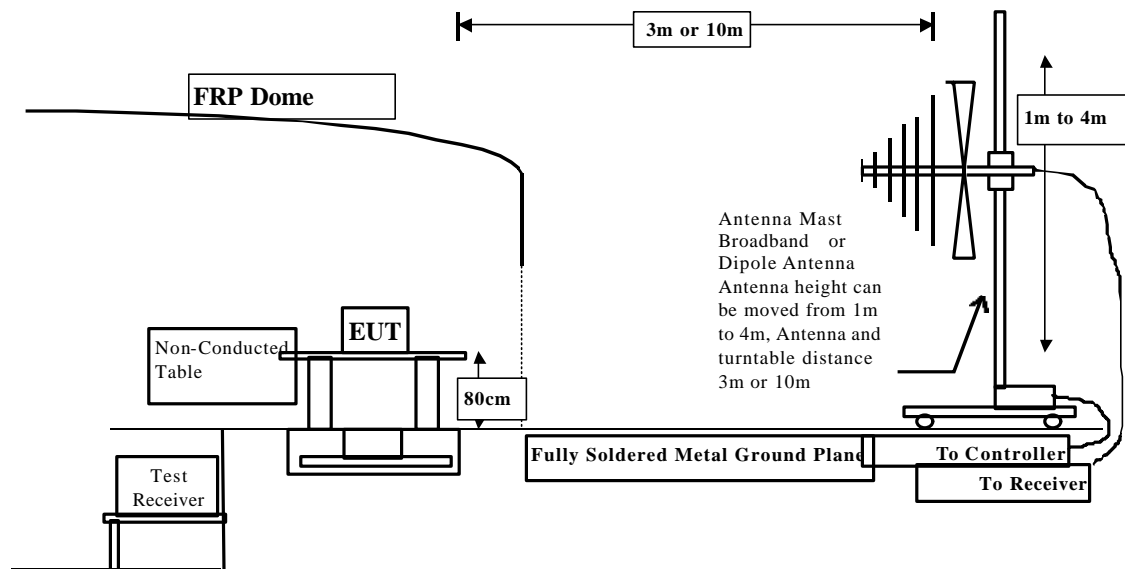 3m or 10m
FRP Dome
1m to 4m
Antenna Mast
Broadband or
Dipole Antenna
Antenna height can
be moved from 1m
to 4m, Antenna and
turntable distance
3m or 10m
EUT
Non-Conducted
Table
80cm
Fully Soldered Metal Ground Plane
To Controller
To Receiver
Test
Receiver